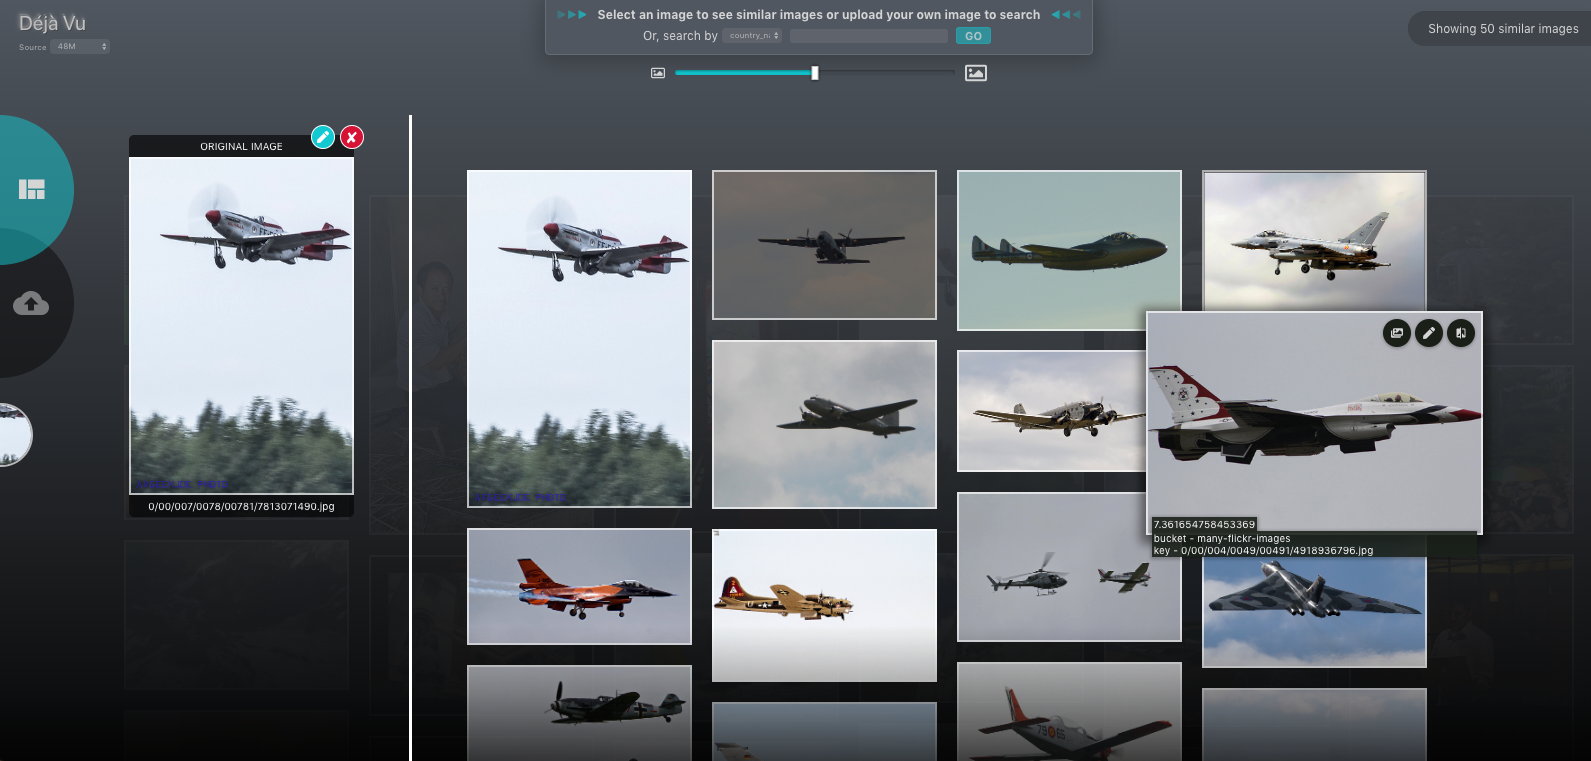 Déjà Vu
Source 48M
Select an image to see similar images or upload your own image to search
Or, search by country_n GO
Showing 50 similar images
ORIGINAL IMAGE
0/00/007/0078/00781/7813071490.jpg
7.361654758453369
bucket - many-flickr-images
key - 0/00/004/0049/00491/4918936796.jpg